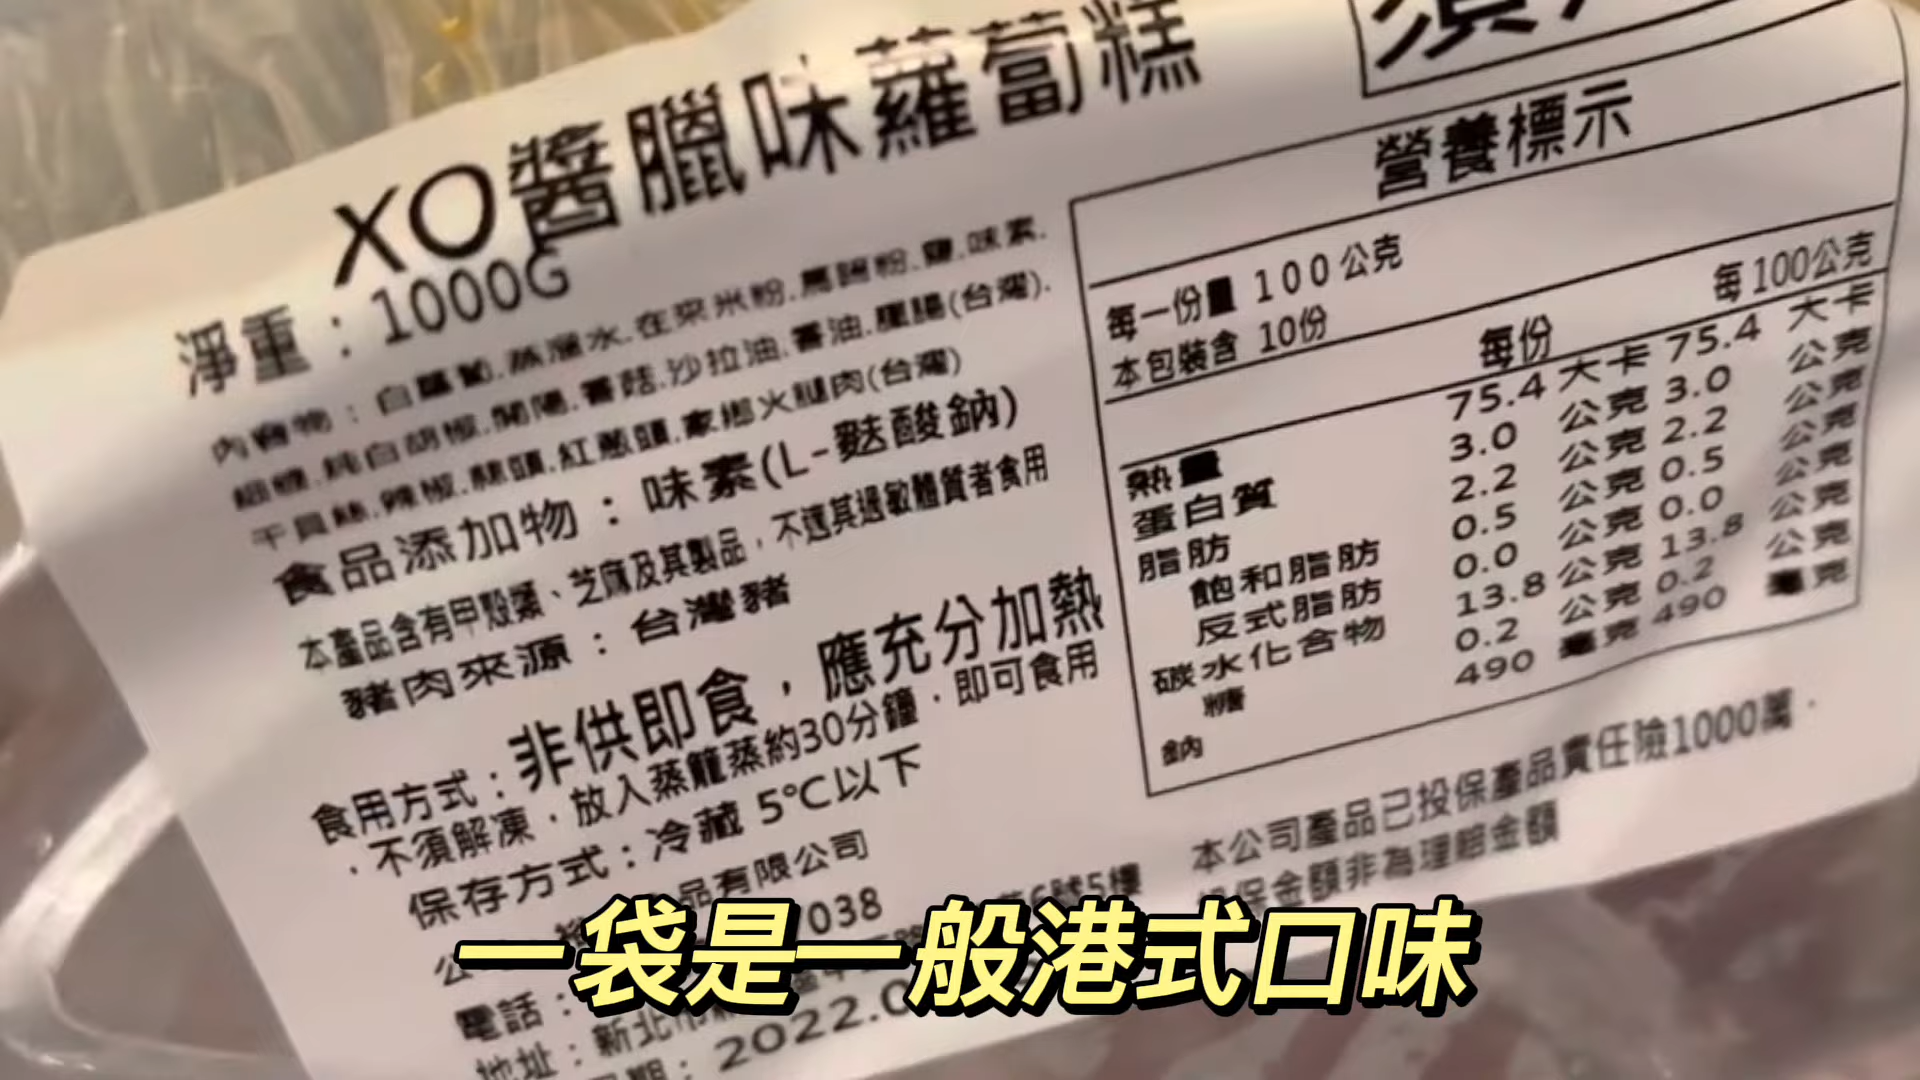 XO醬臘味蘿蔔糕
淨重：1000G
內容物：白蘿蔔.蒸溜水.在來米粉.馬蹄粉.鹽.味素.
細糖.純白胡椒.開陽.香菇.沙拉油.香油.臘腸(台灣).
干貝絲.辣椒.蒜頭.紅蔥頭.家鄉火腿肉(台灣)
食品添加物：味素(L-麩酸鈉)
本產品含有甲殼類、芝麻及其製品，不適其過敏體質者食用
豬肉來源：台灣豬
食用方式：非供即食，應充分加熱
．不須解凍．放入蒸籠蒸約30分鐘．即可食用
保存方式：冷藏 5℃以下
品有限公司
電話：
038
地址：新北市
6號5樓
期：2022.0
營養標示
每一份量 100公克
本包裝含 10份
每份 每100公克
熱量 75.4 大卡 75.4 大卡
蛋白質 3.0 公克 3.0 公克
脂肪 2.2 公克 2.2 公克
飽和脂肪 0.5 公克 0.5 公克
反式脂肪 0.0 公克 0.0 公克
碳水化合物 13.8 公克 13.8 公克
糖 0.2 公克 0.2 公克
鈉 490 毫克 490 毫克
本公司產品已投保產品責任險1000萬．
投保金額非為理賠金額
一袋是一般港式口味